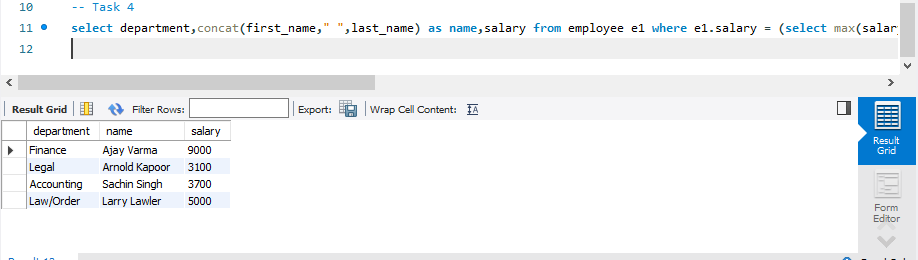 10 -- Task 4
11 select department,concat(first_name," ",last_name) as name,salary from employee e1 where e1.salary = (select max(salar
12
Result Grid Filter Rows: Export: Wrap Cell Content: IA
department name salary
Finance Ajay Varma 9000
Legal Arnold Kapoor 3100
Accounting Sachin Singh 3700
Law/Order Larry Lawler 5000
Result
Grid
Form
Editor